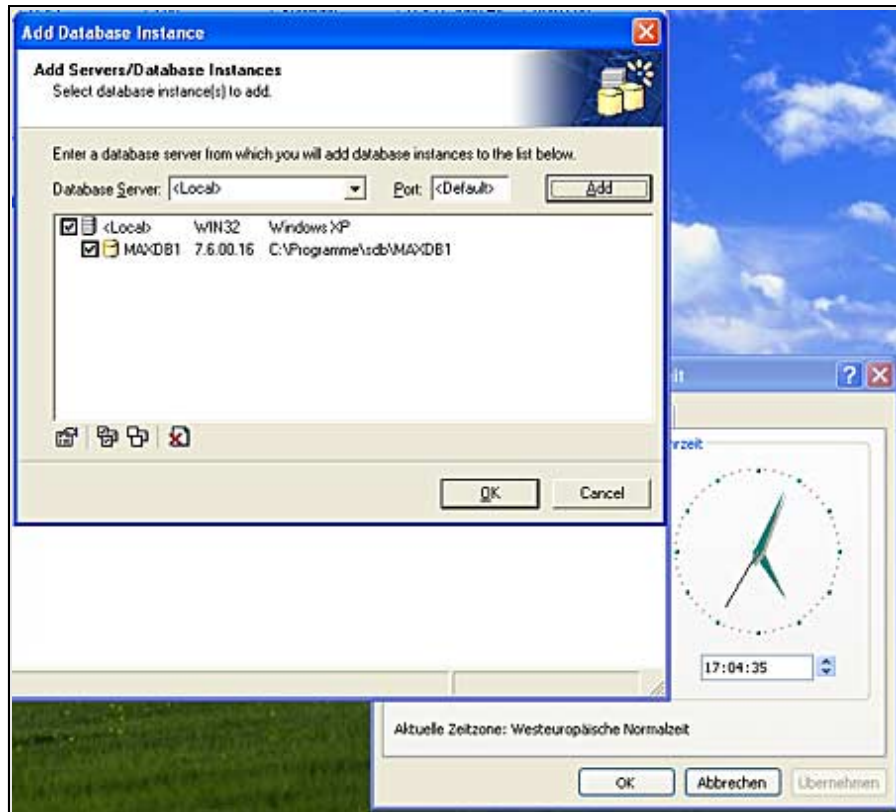 Add Database Instance
Add Servers/Database Instances
Select database instance(s) to add.
Enter a database server from which you will add database instances to the list below.
Database Server: <Local> Port: <Default> Add
<Local> WIN32 Windows XP
MAXDB1 7.6.00.16 C:\Programme\sdb\MAXDB1
OK Cancel
17:04:35
Aktuelle Zeitzone: Westeuropäische Normalzeit
OK Abbrechen Übernehmen